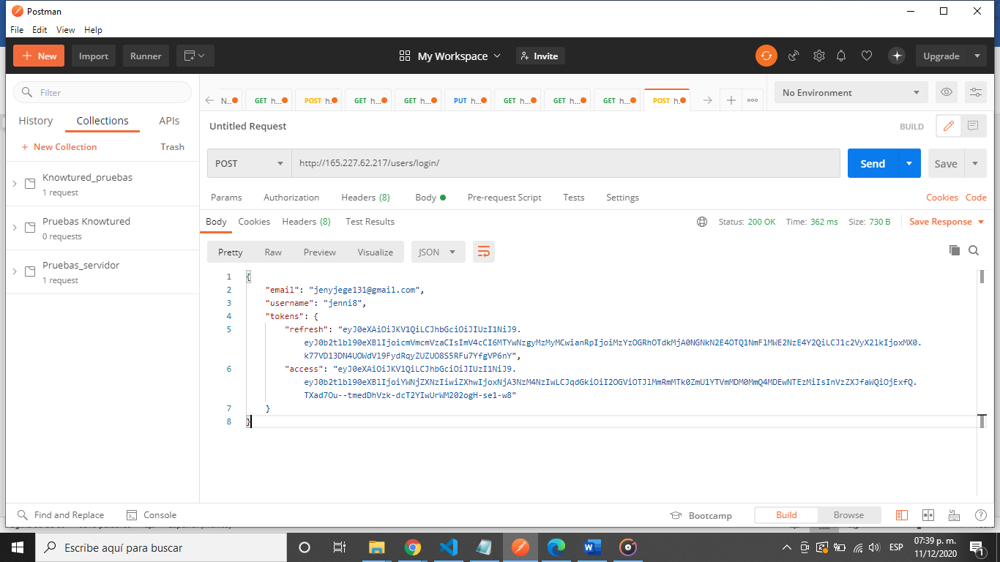 Postman
File Edit View Help
New Import Runner My Workspace Invite Upgrade
Filter
History Collections APIs
New Collection Trash
Knowtured_pruebas
1 request
Pruebas Knowtured
0 requests
Pruebas_servidor
1 request
N... GET h... POST h... GET h... GET h... PUT h... GET h... GET h... GET h... POST h. No Environment
Untitled Request BUILD
POST http://165.227.62.217/users/login/ Send Save
Params Authorization Headers (8) Body Pre-request Script Tests Settings Cookies Code
Body Cookies Headers (8) Test Results Status: 200 OK Time: 362 ms Size: 730 B Save Response
Pretty Raw Preview Visualize JSON
1 {
2 "email": "jenyjege131@gmail.com",
3 "username": "jenni8",
4 "tokens": {
5 "refresh": "eyJ0eXAiOiJKV1QiLCJhbGciOiJIUzI1NiJ9.
eyJ0b2tlbl90eXBlIjoicmVmcmVzaCIsImV4cCI6MTYwNzgyMzMyMCwianRpIjoiMzYzOGRhOTdkMjA0NGNkN2E4OTQ1NmFlMWE2NzE4Y2QiLCJ1c2VyX2lkIjoxMX0.
k77VD13DN4UOWdVl9FydRqyZUZUO8S5RFu7YfgVP6nY",
6 "access": "eyJ0eXAiOiJKV1QiLCJhbGciOiJIUzI1NiJ9.
eyJ0b2tlbl90eXBlIjoiYWNjZXNzIiwiZXhwIjoxNjA3NzM4NzIwLCJqdGkiOiI2OGViOTJlMmRmMTk0ZmU1YTVmMDM0MmQ4MDEwNTEzMiIsInVzZXJfaWQiOjExfQ.
TXad7Ou--tmedDhVzk-dcT2YIwUrWM202ogH-se1-w8"
7 }
8 }
Find and Replace Console Bootcamp Build Browse
Escribe aquí para buscar ESP 07:39 p. m.
11/12/2020 1